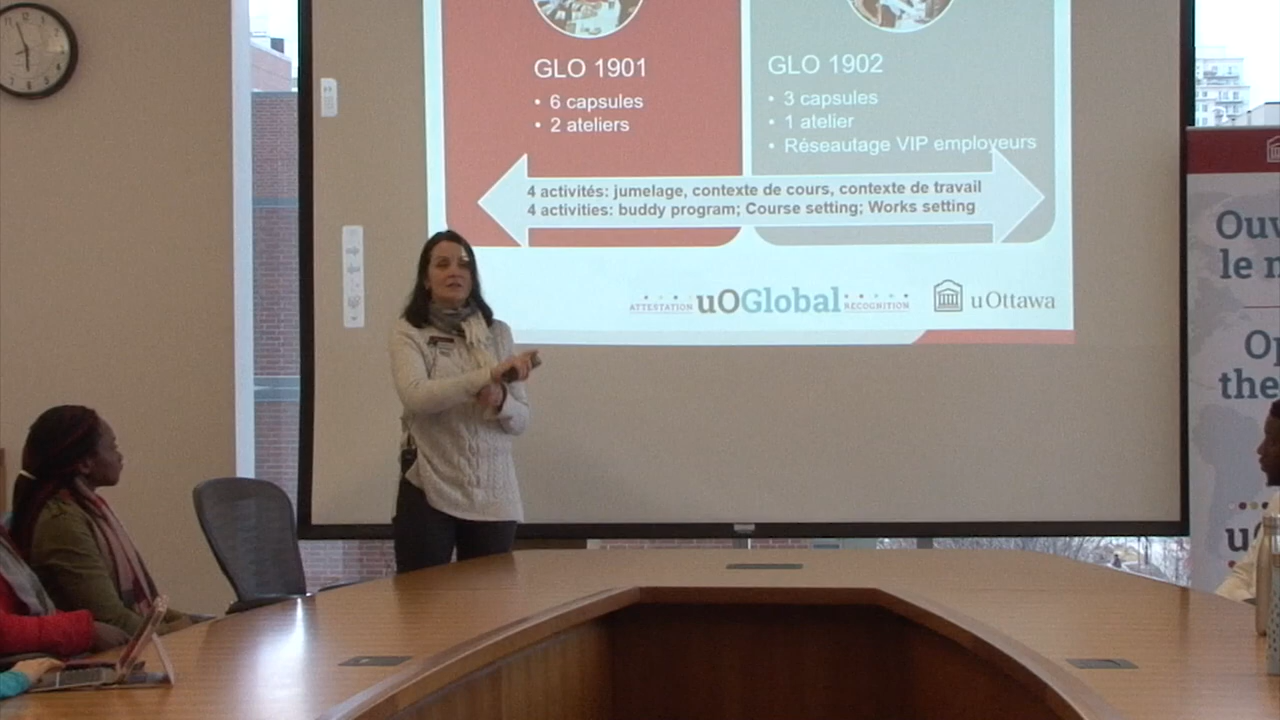 GLO 1901
• 6 capsules
• 2 ateliers
GLO 1902
• 3 capsules
• 1 atelier
• Réseautage VIP employeurs
4 activités: jumelage, contexte de cours, contexte de travail
4 activities: buddy program; Course setting; Works setting
ATTESTATION uOGlobal RECOGNITION
uOttawa
le
the